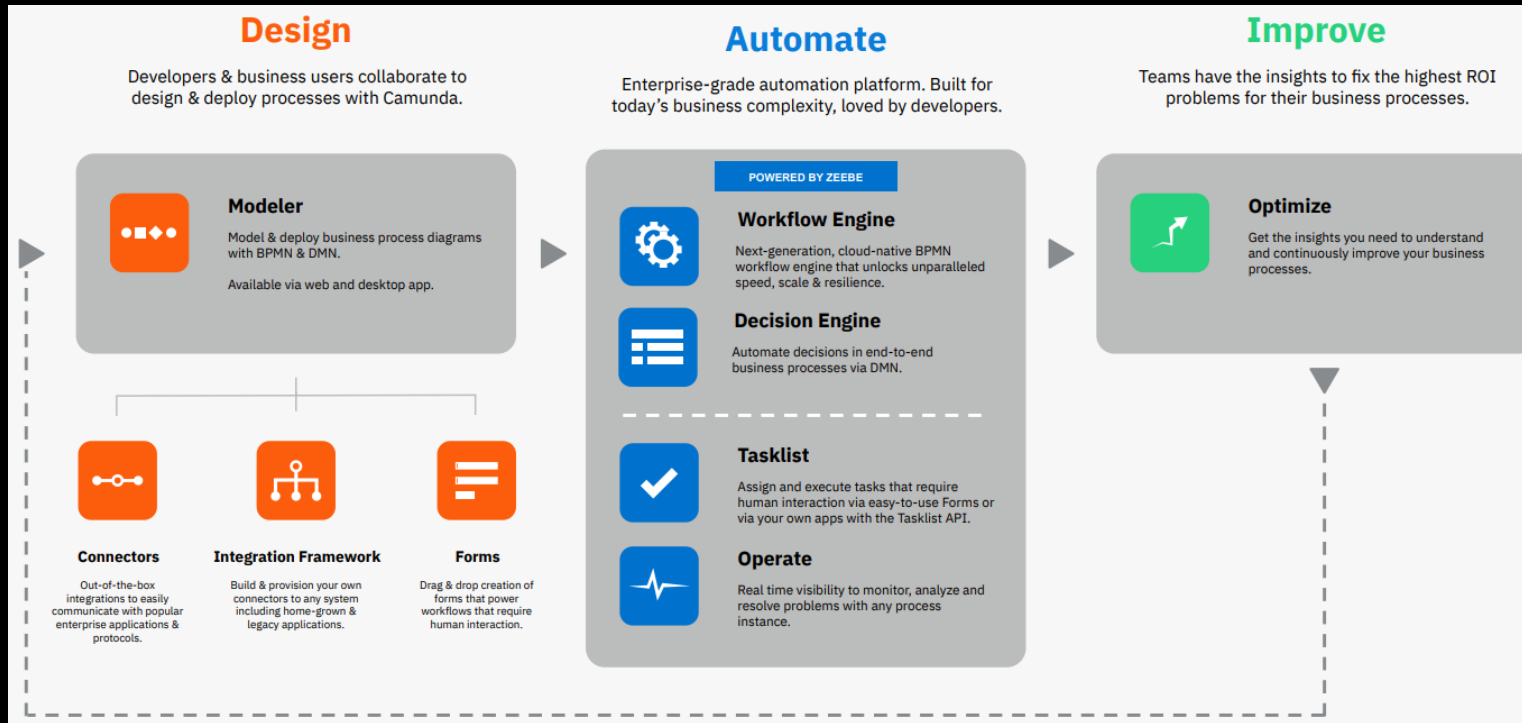 Design
Developers & business users collaborate to
design & deploy processes with Camunda.
Modeler
Model & deploy business process diagrams
with BPMN & DMN.
Available via web and desktop app.
Connectors
Out-of-the-box
integrations to easily
communicate with popular
enterprise applications &
protocols.
Integration Framework
Build & provision your own
connectors to any system
including home-grown &
legacy applications.
Forms
Drag & drop creation of
forms that power
workflows that require
human interaction.
Automate
Enterprise-grade automation platform. Built for
today’s business complexity, loved by developers.
POWERED BY ZEEBE
Workflow Engine
Next-generation, cloud-native BPMN
workflow engine that unlocks unparalleled
speed, scale & resilience.
Decision Engine
Automate decisions in end-to-end
business processes via DMN.
Tasklist
Assign and execute tasks that require
human interaction via easy-to-use Forms or
via your own apps with the Tasklist API.
Operate
Real time visibility to monitor, analyze and
resolve problems with any process
instance.
Improve
Teams have the insights to fix the highest ROI
problems for their business processes.
Optimize
Get the insights you need to understand
and continuously improve your business
processes.